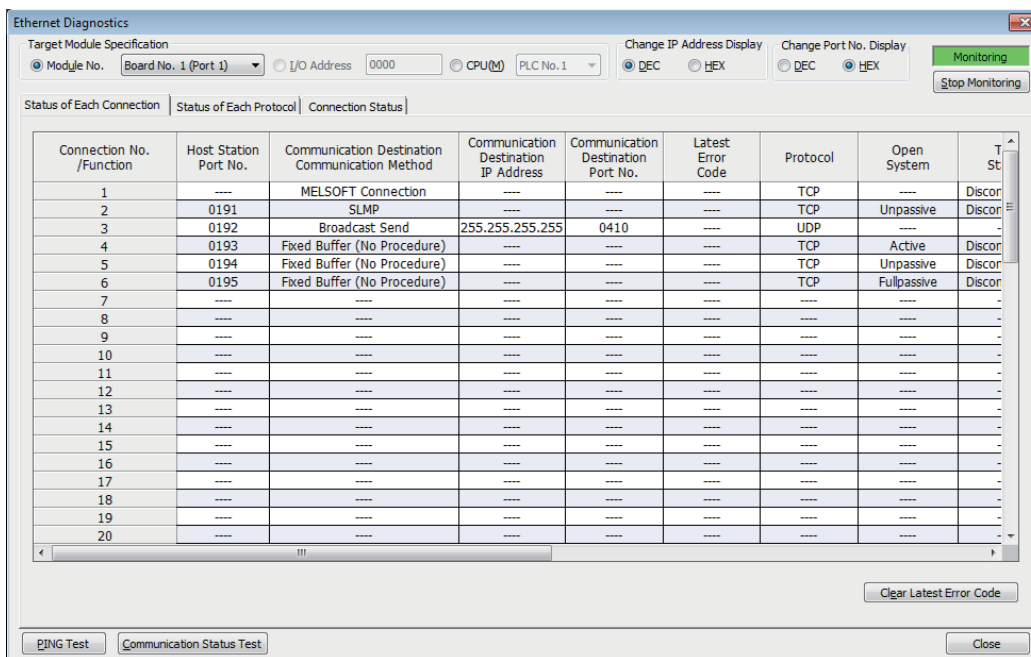 Ethernet Diagnostics
Target Module Specification
Module No. Board No. 1 (Port 1) I/O Address 0000 CPU(M) PLC No.1
Change IP Address Display
DEC HEX
Change Port No. Display
DEC HEX
Monitoring
Stop Monitoring
Status of Each Connection Status of Each Protocol Connection Status
Connection No. /Function Host Station Port No. Communication Destination Communication Method Communication Destination IP Address Communication Destination Port No. Latest Error Code Protocol Open System T St
1 ---- MELSOFT Connection ---- ---- ---- TCP ---- Discon
2 0191 SLMP ---- ---- ---- TCP Unpassive Discon
3 0192 Broadcast Send 255.255.255.255 0410 ---- UDP ---- -
4 0193 Fixed Buffer (No Procedure) ---- ---- ---- TCP Active Discon
5 0194 Fixed Buffer (No Procedure) ---- ---- ---- TCP Unpassive Discon
6 0195 Fixed Buffer (No Procedure) ---- ---- ---- TCP Fullpassive Discon
7 ---- ---- ---- ---- ---- ---- ---- -
8 ---- ---- ---- ---- ---- ---- ---- -
9 ---- ---- ---- ---- ---- ---- ---- -
10 ---- ---- ---- ---- ---- ---- ---- -
11 ---- ---- ---- ---- ---- ---- ---- -
12 ---- ---- ---- ---- ---- ---- ---- -
13 ---- ---- ---- ---- ---- ---- ---- -
14 ---- ---- ---- ---- ---- ---- ---- -
15 ---- ---- ---- ---- ---- ---- ---- -
16 ---- ---- ---- ---- ---- ---- ---- -
17 ---- ---- ---- ---- ---- ---- ---- -
18 ---- ---- ---- ---- ---- ---- ---- -
19 ---- ---- ---- ---- ---- ---- ---- -
20 ---- ---- ---- ---- ---- ---- ---- -
Clear Latest Error Code
PING Test Communication Status Test Close